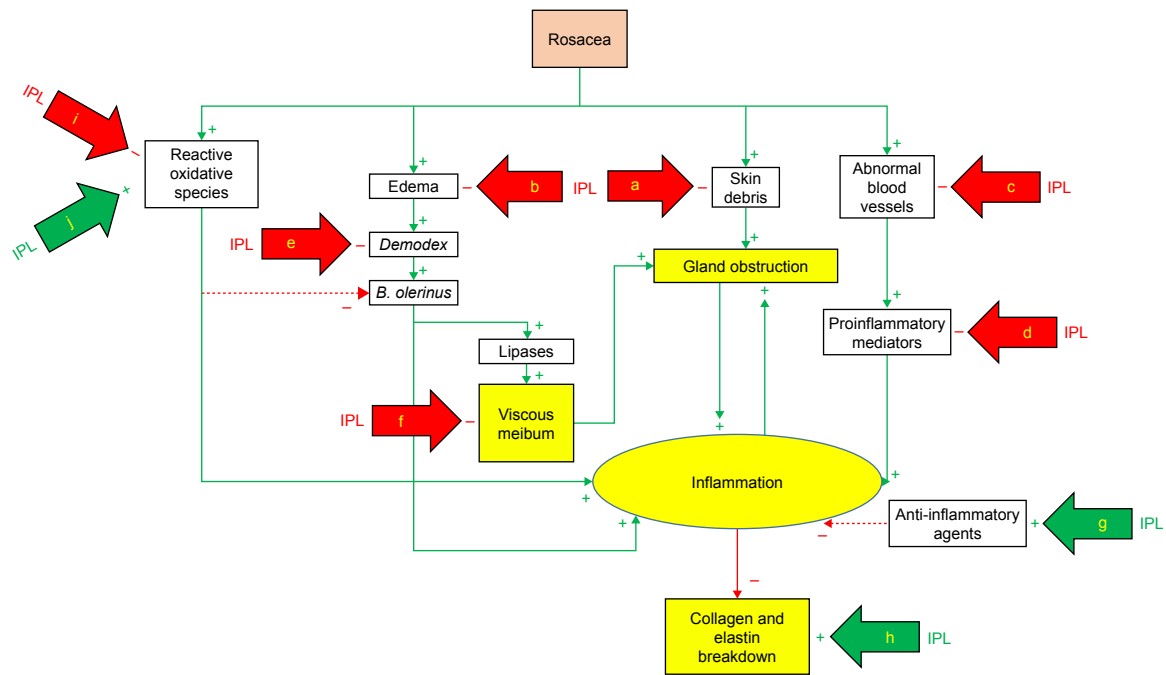 Rosacea
IPL
i
–
+
+
+
+
Reactive
oxidative
species
Edema
–
b
IPL
a
–
Skin
debris
Abnormal
blood
vessels
–
c
IPL
+
j
IPL
+
+
IPL
e
–
Demodex
Gland obstruction
+
+
B. olerinus
–
+
+
+
Lipases
Proinflammatory
mediators
–
d
IPL
+
IPL
f
–
Viscous
meibum
+
Inflammation
+
+
+
–
Anti-inflammatory
agents
+
g
IPL
–
Collagen and
elastin
breakdown
+
h
IPL